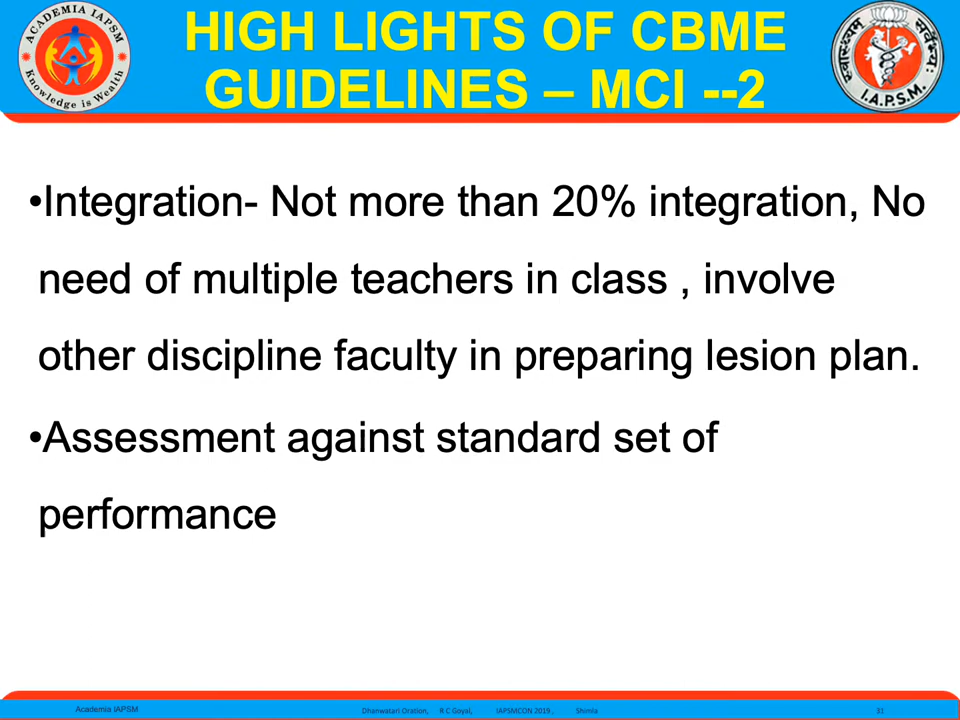 ACADEMIA IAPSM
Knowledge is Wealth
HIGH LIGHTS OF CBME
GUIDELINES – MCI --2
स्वास्थ्यम् सर्वेभ्यः
I.A.P.S.M.
•Integration- Not more than 20% integration, No
need of multiple teachers in class , involve
other discipline faculty in preparing lesion plan.
•Assessment against standard set of
performance
Academia IAPSM
Dhanwatari Oration, R C Goyal, IAPSMCON 2019 , Shimla
31